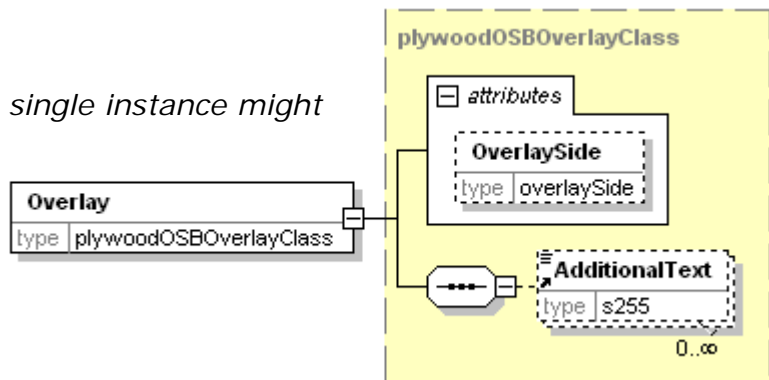 plywoodOSBOverlayClass
single instance might
attributes
OverlaySide
type overlaySide
Overlay
type plywoodOSBOverlayClass
AdditionalText
type s255
0..∞